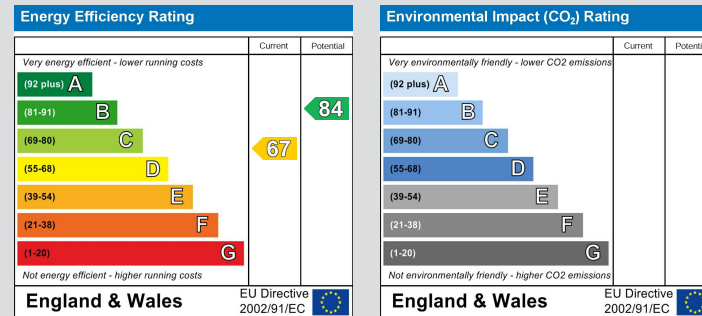 Energy Efficiency Rating
Current Potential
Very energy efficient - lower running costs
(92 plus) A
(81-91) B
(69-80) C
(55-68) D
(39-54) E
(21-38) F
(1-20) G
67
84
Not energy efficient - higher running costs
England & Wales
EU Directive
2002/91/EC
Environmental Impact (CO₂) Rating
Current Potenti
Very environmentally friendly - lower CO2 emissions
(92 plus) A
(81-91) B
(69-80) C
(55-68) D
(39-54) E
(21-38) F
(1-20) G
Not environmentally friendly - higher CO2 emissions
England & Wales
EU Directive
2002/91/EC